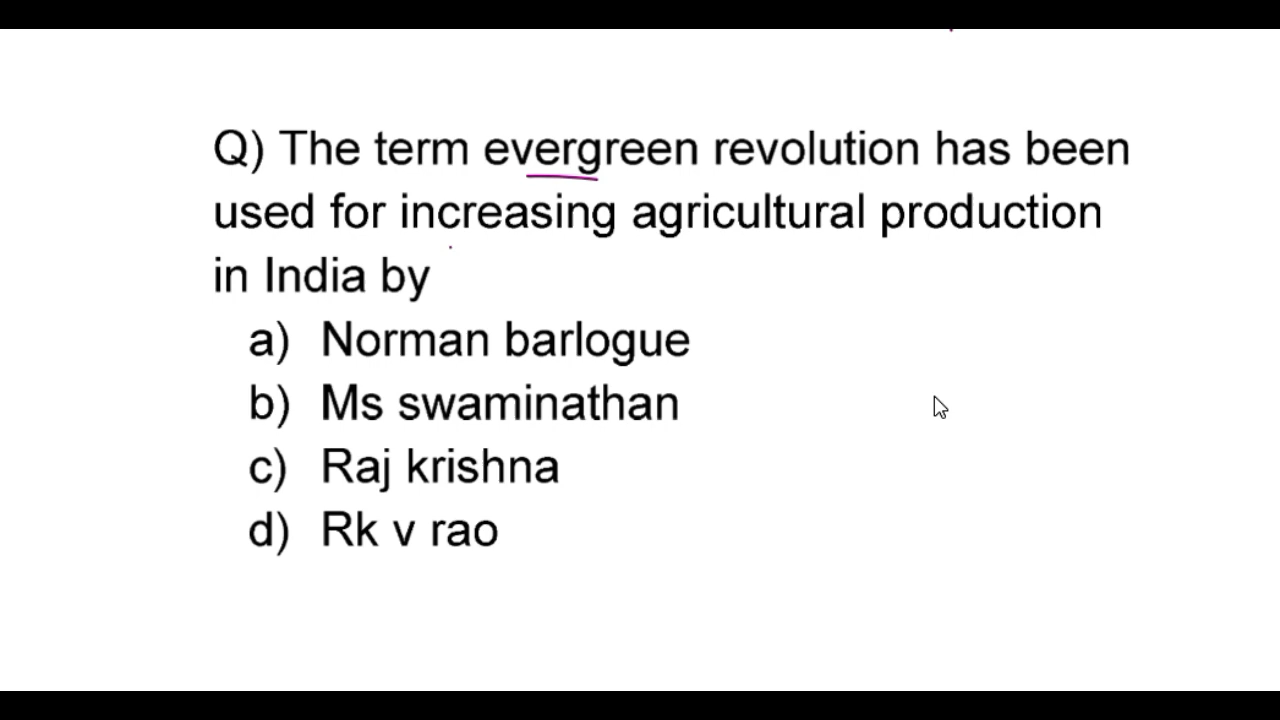 Q) The term evergreen revolution has been
used for increasing agricultural production
in India by
a) Norman barlogue
b) Ms swaminathan
c) Raj krishna
d) Rk v rao